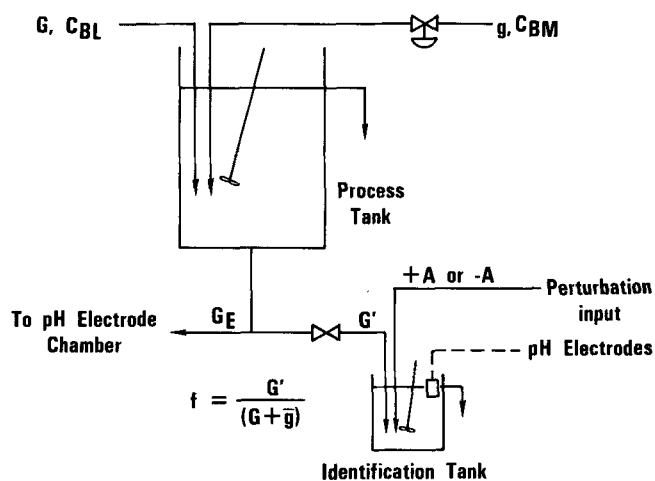 G, C_BL
g, C_BM
Process
Tank
+A or -A
Perturbation
input
To pH Electrode
Chamber
G_E
G'
pH Electrodes
f = G' / (G+g̅)
Identification Tank